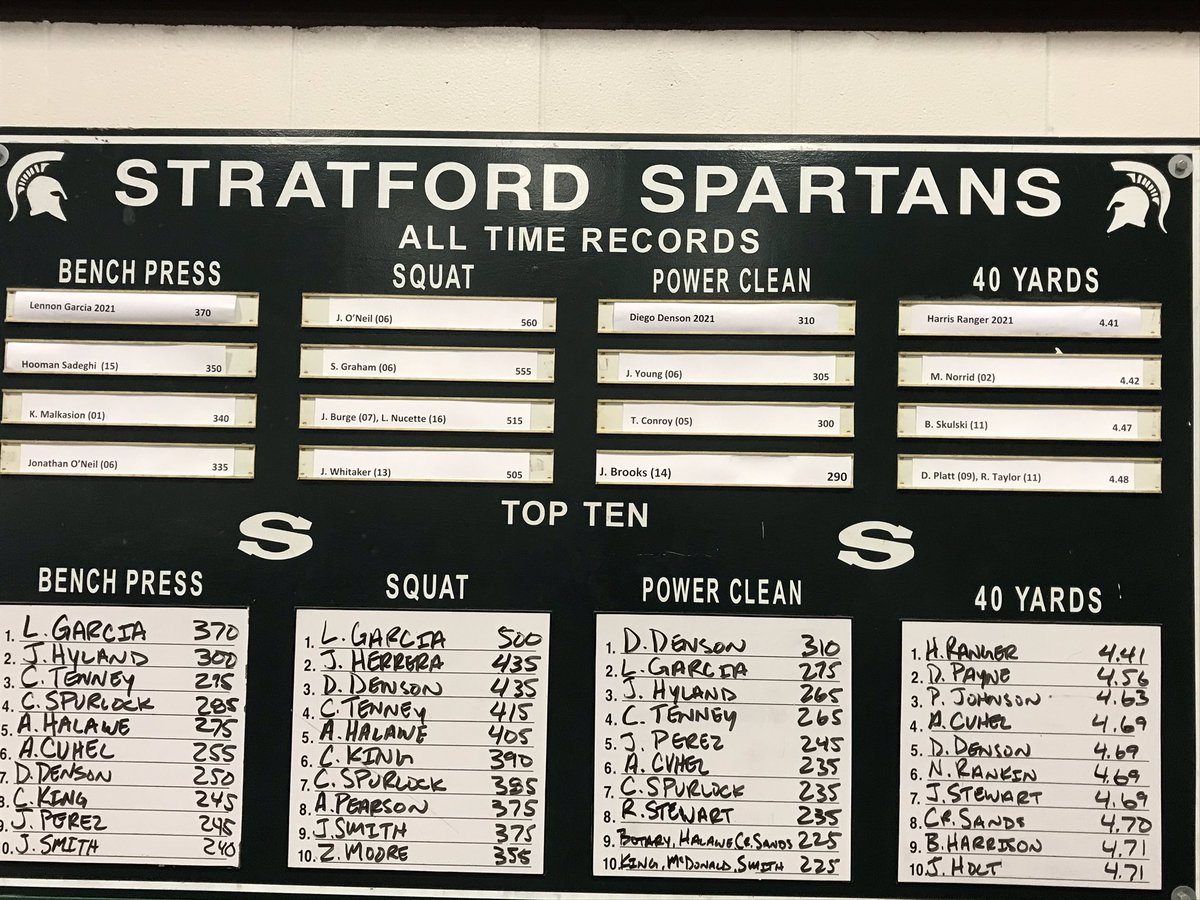 STRATFORD SPARTANS
ALL TIME RECORDS
BENCH PRESS
Lennon Garcia 2021 370
Hooman Sadeghi (15) 350
K. Malkasion (01) 340
Jonathan O'Neil (06) 335
SQUAT
J. O'Neil (06) 560
S. Graham (06) 555
J. Burge (07), L. Nucette (16) 515
J. Whitaker (13) 505
POWER CLEAN
Diego Denson 2021 310
J. Young (06) 305
T. Conroy (05) 300
J. Brooks (14) 290
40 YARDS
Harris Ranger 2021 4.41
M. Norrid (02) 4.42
B. Skulski (11) 4.47
D. Platt (09), R. Taylor (11) 4.48
TOP TEN
S S
BENCH PRESS
1. L. GARCIA 370
2. J. HYLAND 300
3. C. TENNEY 295
4. C. SPURLOCK 285
5. A. HALAWE 275
6. A. CUHEL 255
7. D. DENSON 250
8. C. KING 245
9. J. PEREZ 245
10. J. SMITH 240
SQUAT
1. L. GARCIA 500
2. J. HERRERA 435
3. D. DENSON 435
4. C. TENNEY 415
5. A. HALAWE 405
6. C. KING 390
7. C. SPURLOCK 385
8. A. PEARSON 375
9. J. SMITH 375
10. Z. MOORE 355
POWER CLEAN
1. D. DENSON 310
2. L. GARCIA 275
3. J. HYLAND 265
4. C. TENNEY 265
5. J. PEREZ 245
6. A. CUHEL 235
7. C. SPURLOCK 235
8. R. STEWART 235
9. BOTARY, HALAWE, CR. SANDS 225
10. KING, McDONALD, SMITH 225
40 YARDS
1. H. RANGER 4.41
2. D. PAYNE 4.56
3. P. JOHNSON 4.63
4. A. CUHEL 4.69
5. D. DENSON 4.69
6. N. RANKIN 4.69
7. J. STEWART 4.69
8. CR. SANDS 4.70
9. B. HARRISON 4.71
10. J. HOLT 4.71